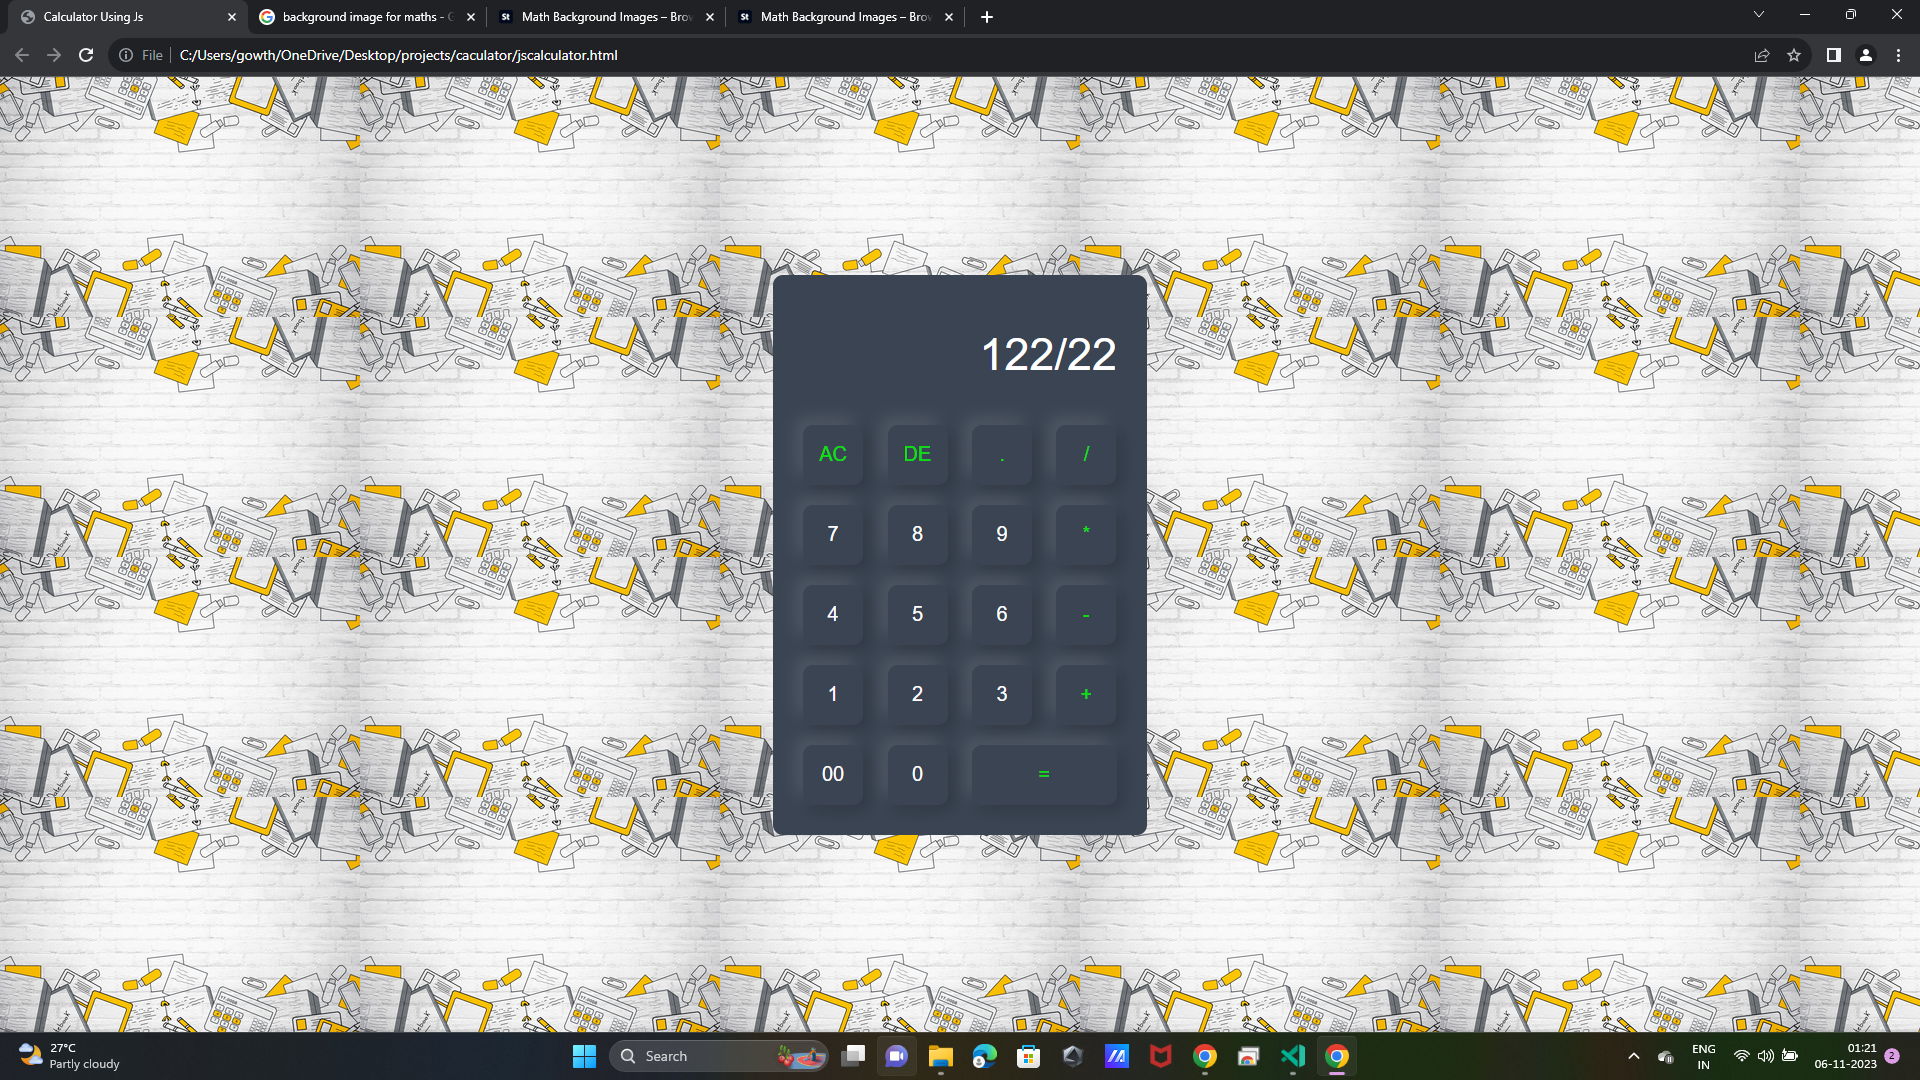 Calculator Using Js
background image for maths - G
Math Background Images – Brow
Math Background Images – Brow
File
C:/Users/gowth/OneDrive/Desktop/projects/caculator/jscalculator.html
122/22
AC DE . /
7 8 9 *
4 5 6 -
1 2 3 +
00 0 =
27°C
Partly cloudy
Search
ENG
IN
01:21
06-11-2023
2